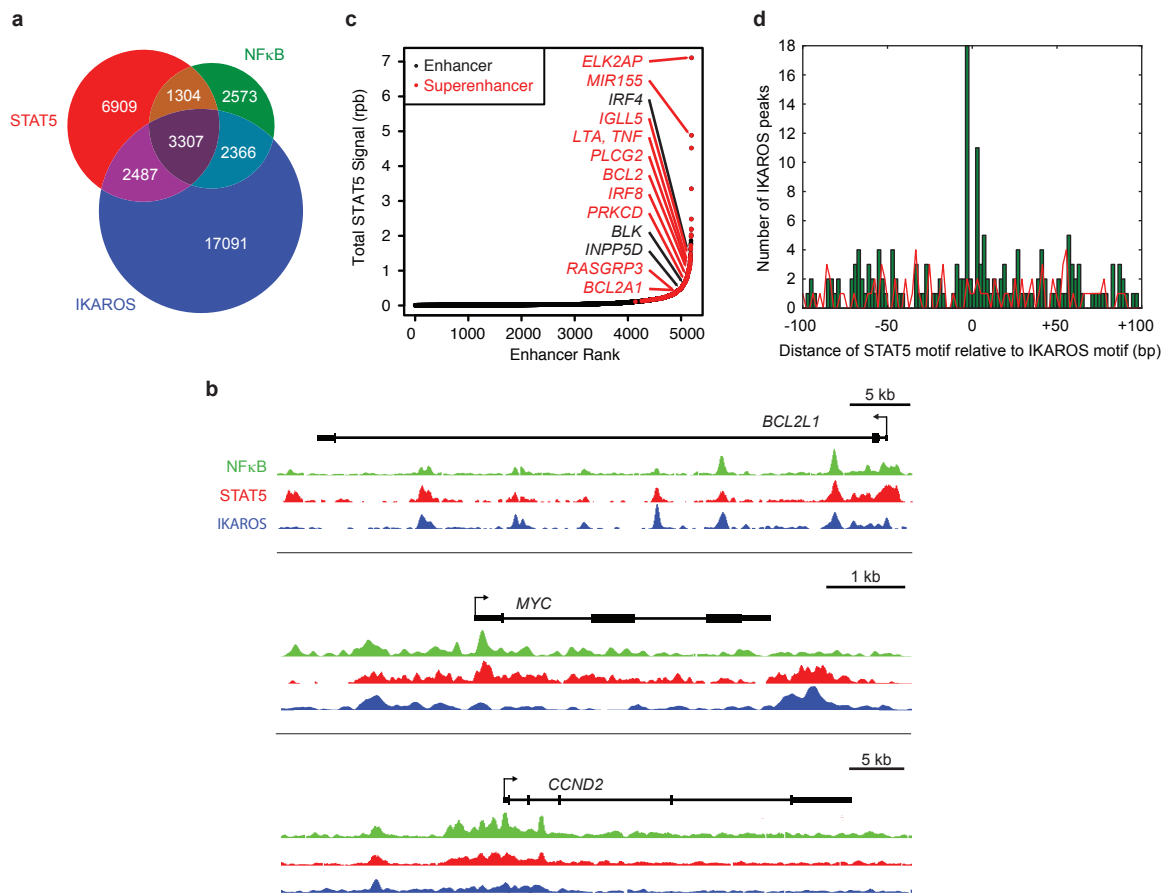 a
NFκB
STAT5
6909
1304
2573
3307
2487
2366
17091
IKAROS
c
Total STAT5 Signal (rpb)
7
6
5
4
3
2
1
0
Enhancer
Superenhancer
ELK2AP
MIR155
IRF4
IGLL5
LTA, TNF
PLCG2
BCL2
IRF8
PRKCD
BLK
INPP5D
RASGRP3
BCL2A1
0 1000 2000 3000 4000 5000
Enhancer Rank
d
Number of IKAROS peaks
18
16
14
12
10
8
6
4
2
0
-100 -50 0 +50 +100
Distance of STAT5 motif relative to IKAROS motif (bp)
b
5 kb
BCL2L1
NFκB
STAT5
IKAROS
1 kb
MYC
5 kb
CCND2